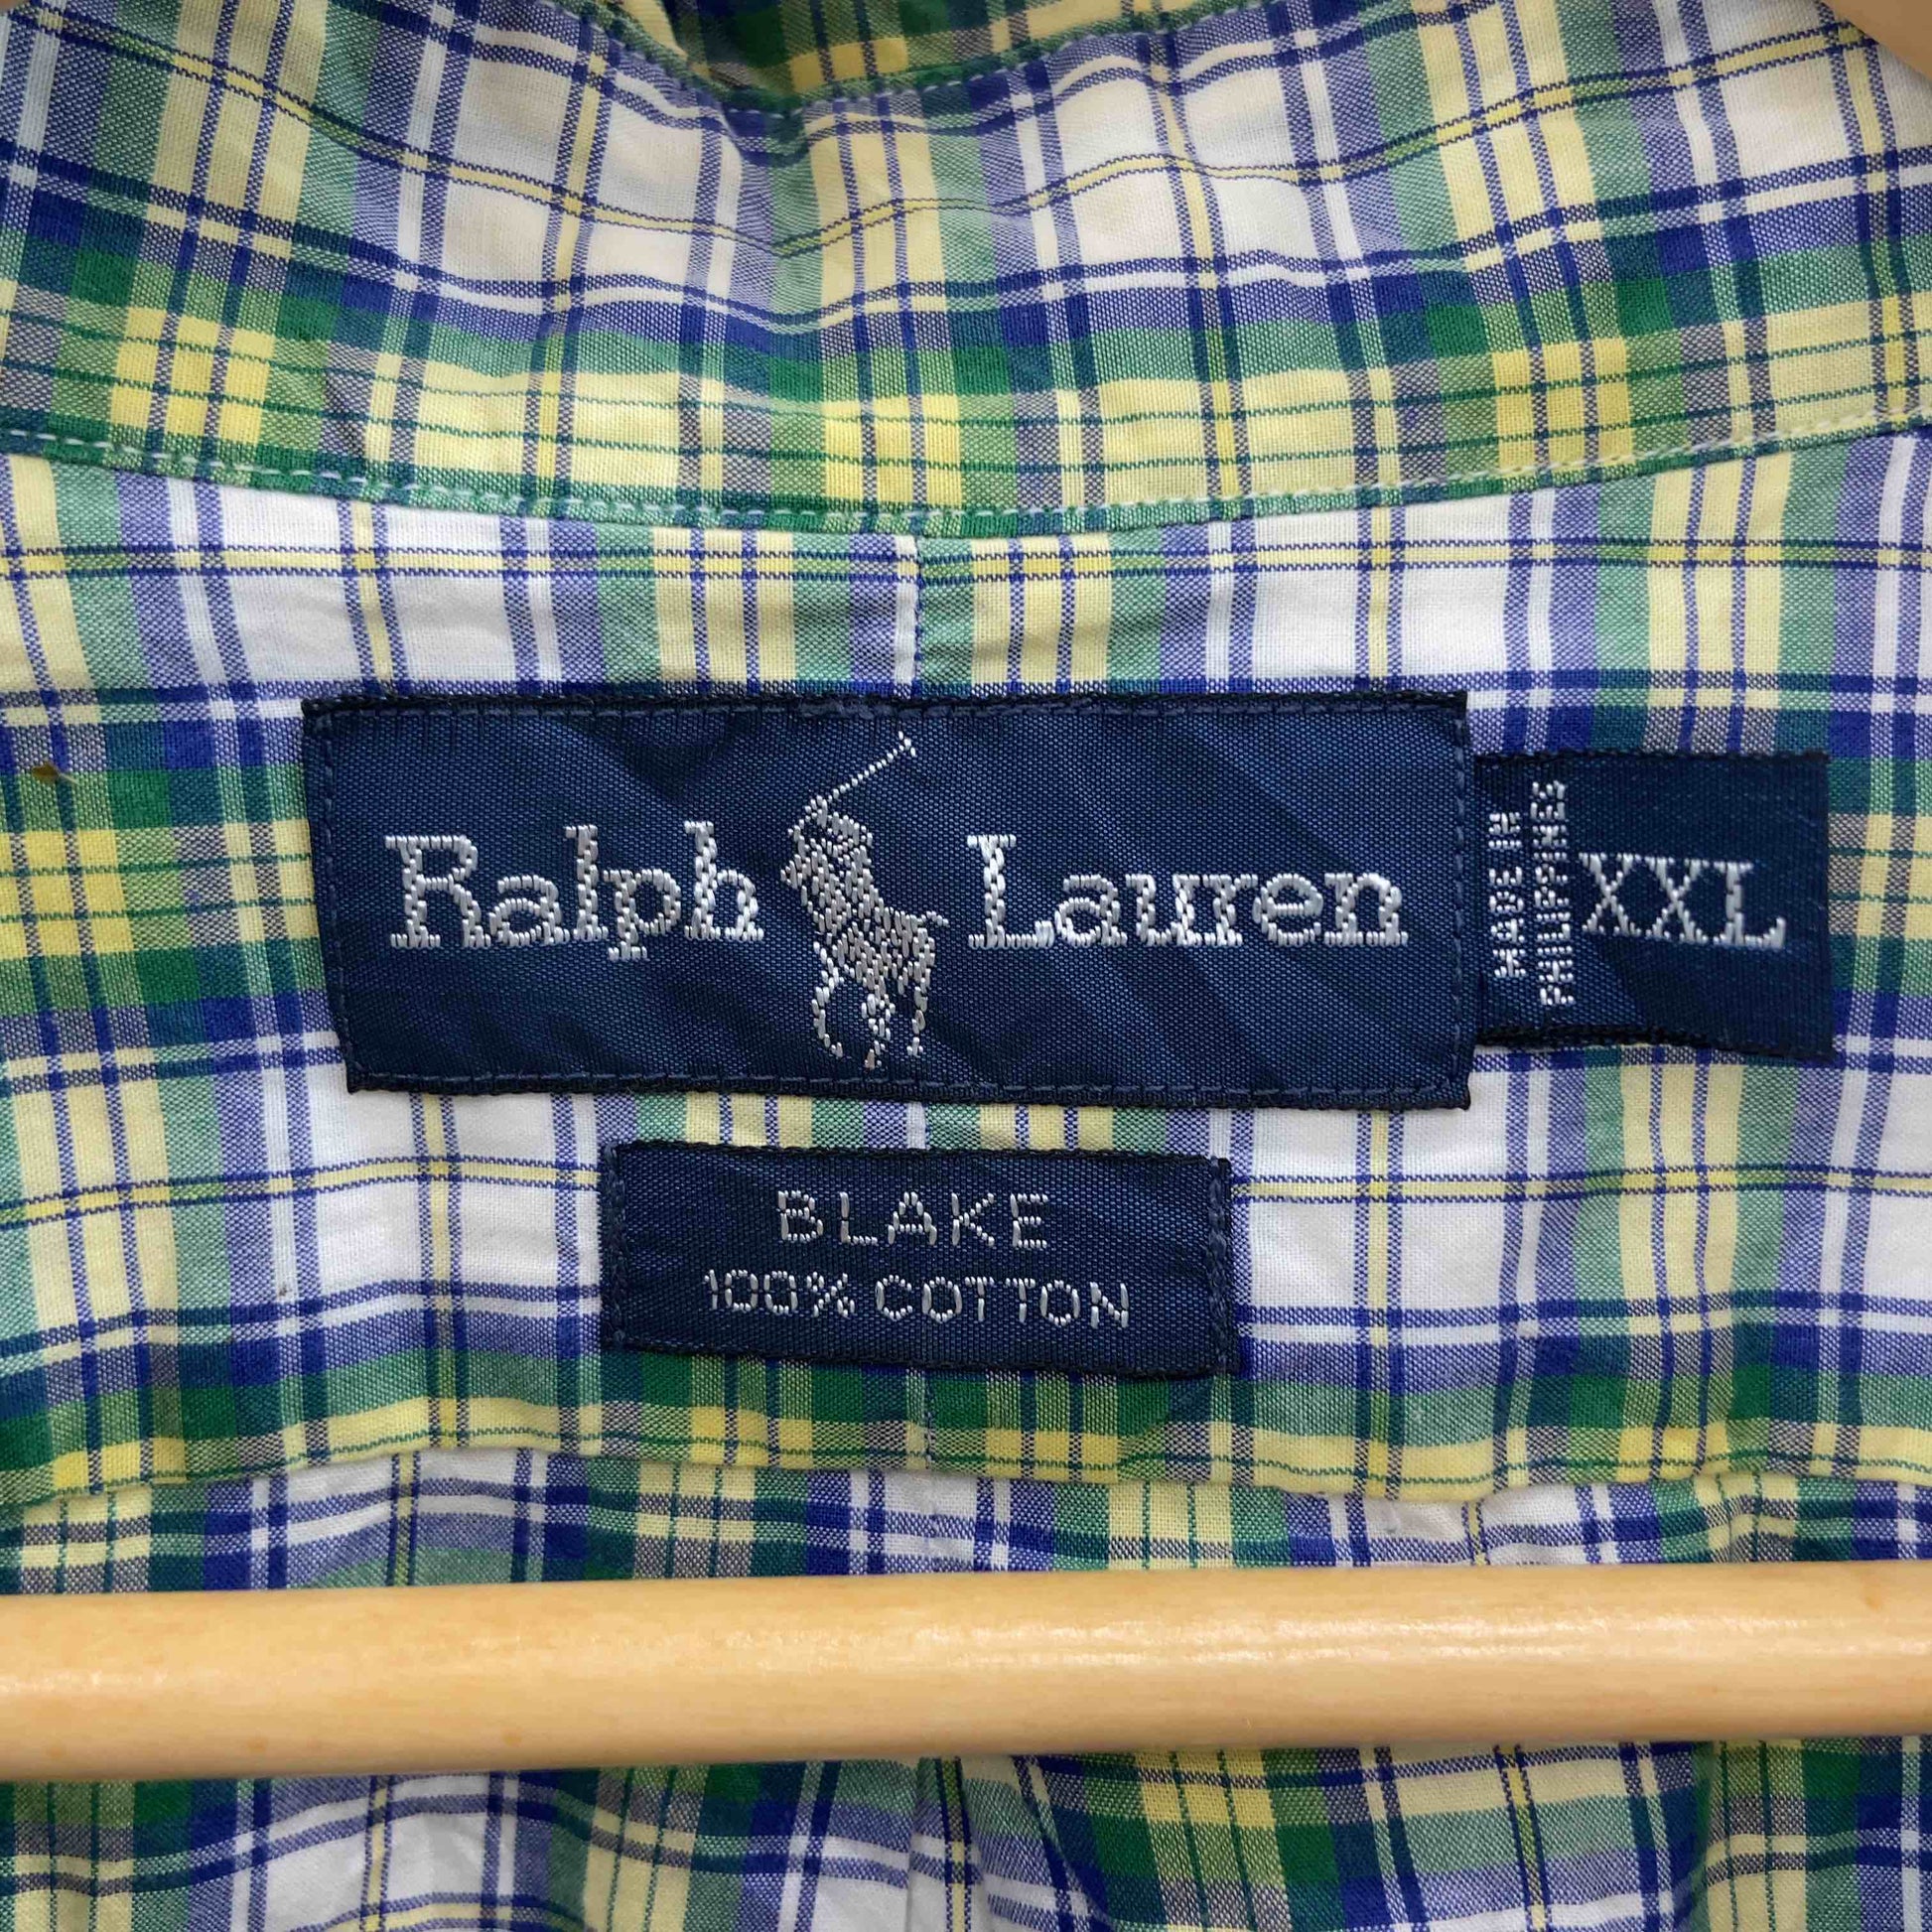 Ralph Lauren
MADE IN
PHILIPPINES
XXL
BLAKE
100% COTTON